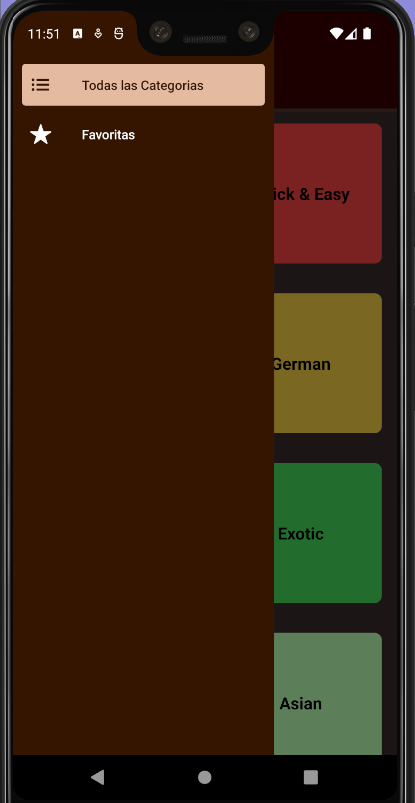 11:51
Todas las Categorias
Favoritas
ick & Easy
German
Exotic
Asian